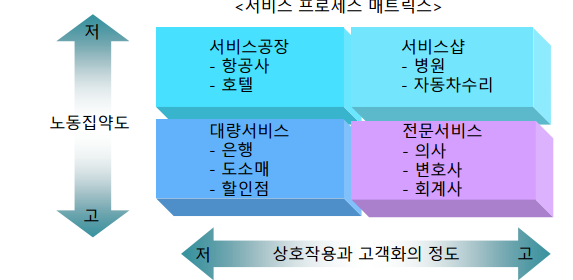 <서비스 프로세스 매트릭스>
저
서비스공장
- 항공사
- 호텔
서비스샵
- 병원
- 자동차수리
노동집약도
대량서비스
- 은행
- 도소매
- 할인점
전문서비스
- 의사
- 변호사
- 회계사
고
저
상호작용과 고객화의 정도
고